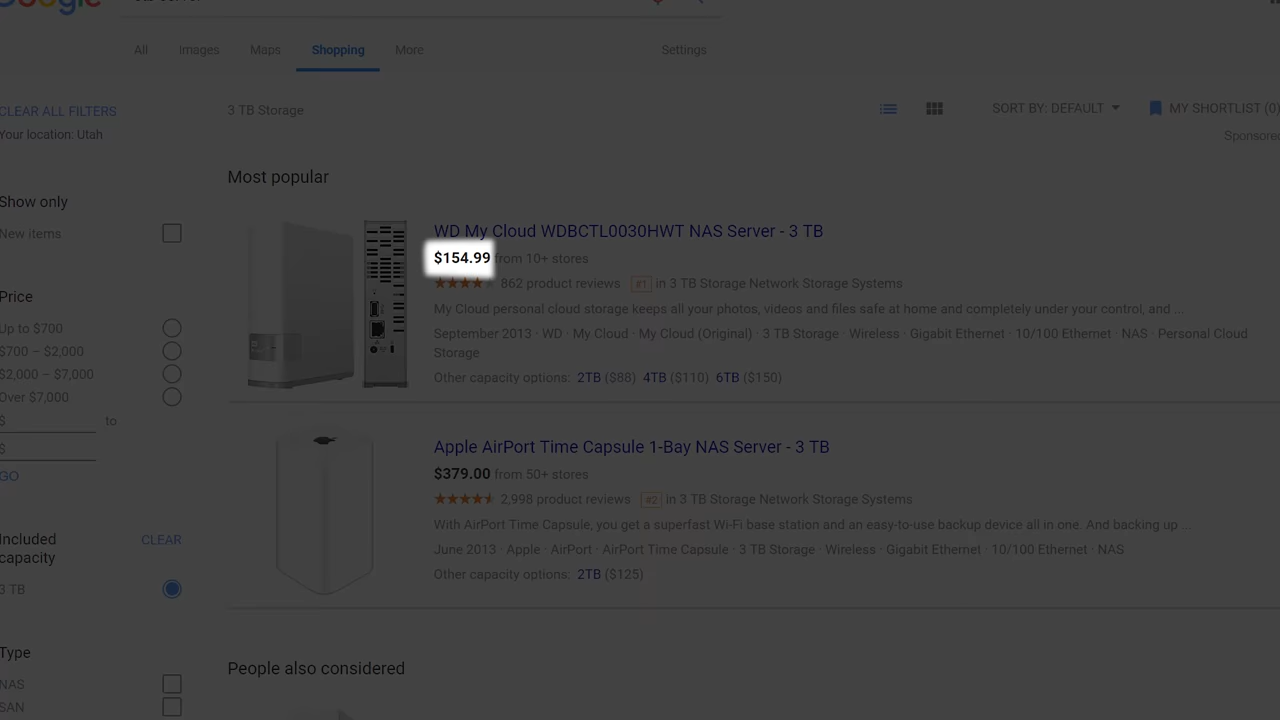 All Images Maps Shopping More Settings
CLEAR ALL FILTERS
Your location: Utah
3 TB Storage
SORT BY: DEFAULT
MY SHORTLIST (0)
Show only
New items
Price
Up to $700
$700 – $2,000
$2,000 – $7,000
Over $7,000
$ to
$
GO
Included
capacity
CLEAR
3 TB
Type
NAS
SAN
Most popular
WD My Cloud WDBCTL0030HWT NAS Server - 3 TB
$154.99 from 10+ stores
862 product reviews #1 in 3 TB Storage Network Storage Systems
My Cloud personal cloud storage keeps all your photos, videos and files safe at home and completely under your control, and ...
September 2013 · WD · My Cloud · My Cloud (Original) · 3 TB Storage · Wireless · Gigabit Ethernet · 10/100 Ethernet · NAS · Personal Cloud
Storage
Other capacity options: 2TB ($88) 4TB ($110) 6TB ($150)
Apple AirPort Time Capsule 1-Bay NAS Server - 3 TB
$379.00 from 50+ stores
2,998 product reviews #2 in 3 TB Storage Network Storage Systems
With AirPort Time Capsule, you get a superfast Wi-Fi base station and an easy-to-use backup device all in one. And backing up ...
June 2013 · Apple · AirPort · AirPort Time Capsule · 3 TB Storage · Wireless · Gigabit Ethernet · 10/100 Ethernet · NAS
Other capacity options: 2TB ($125)
People also considered